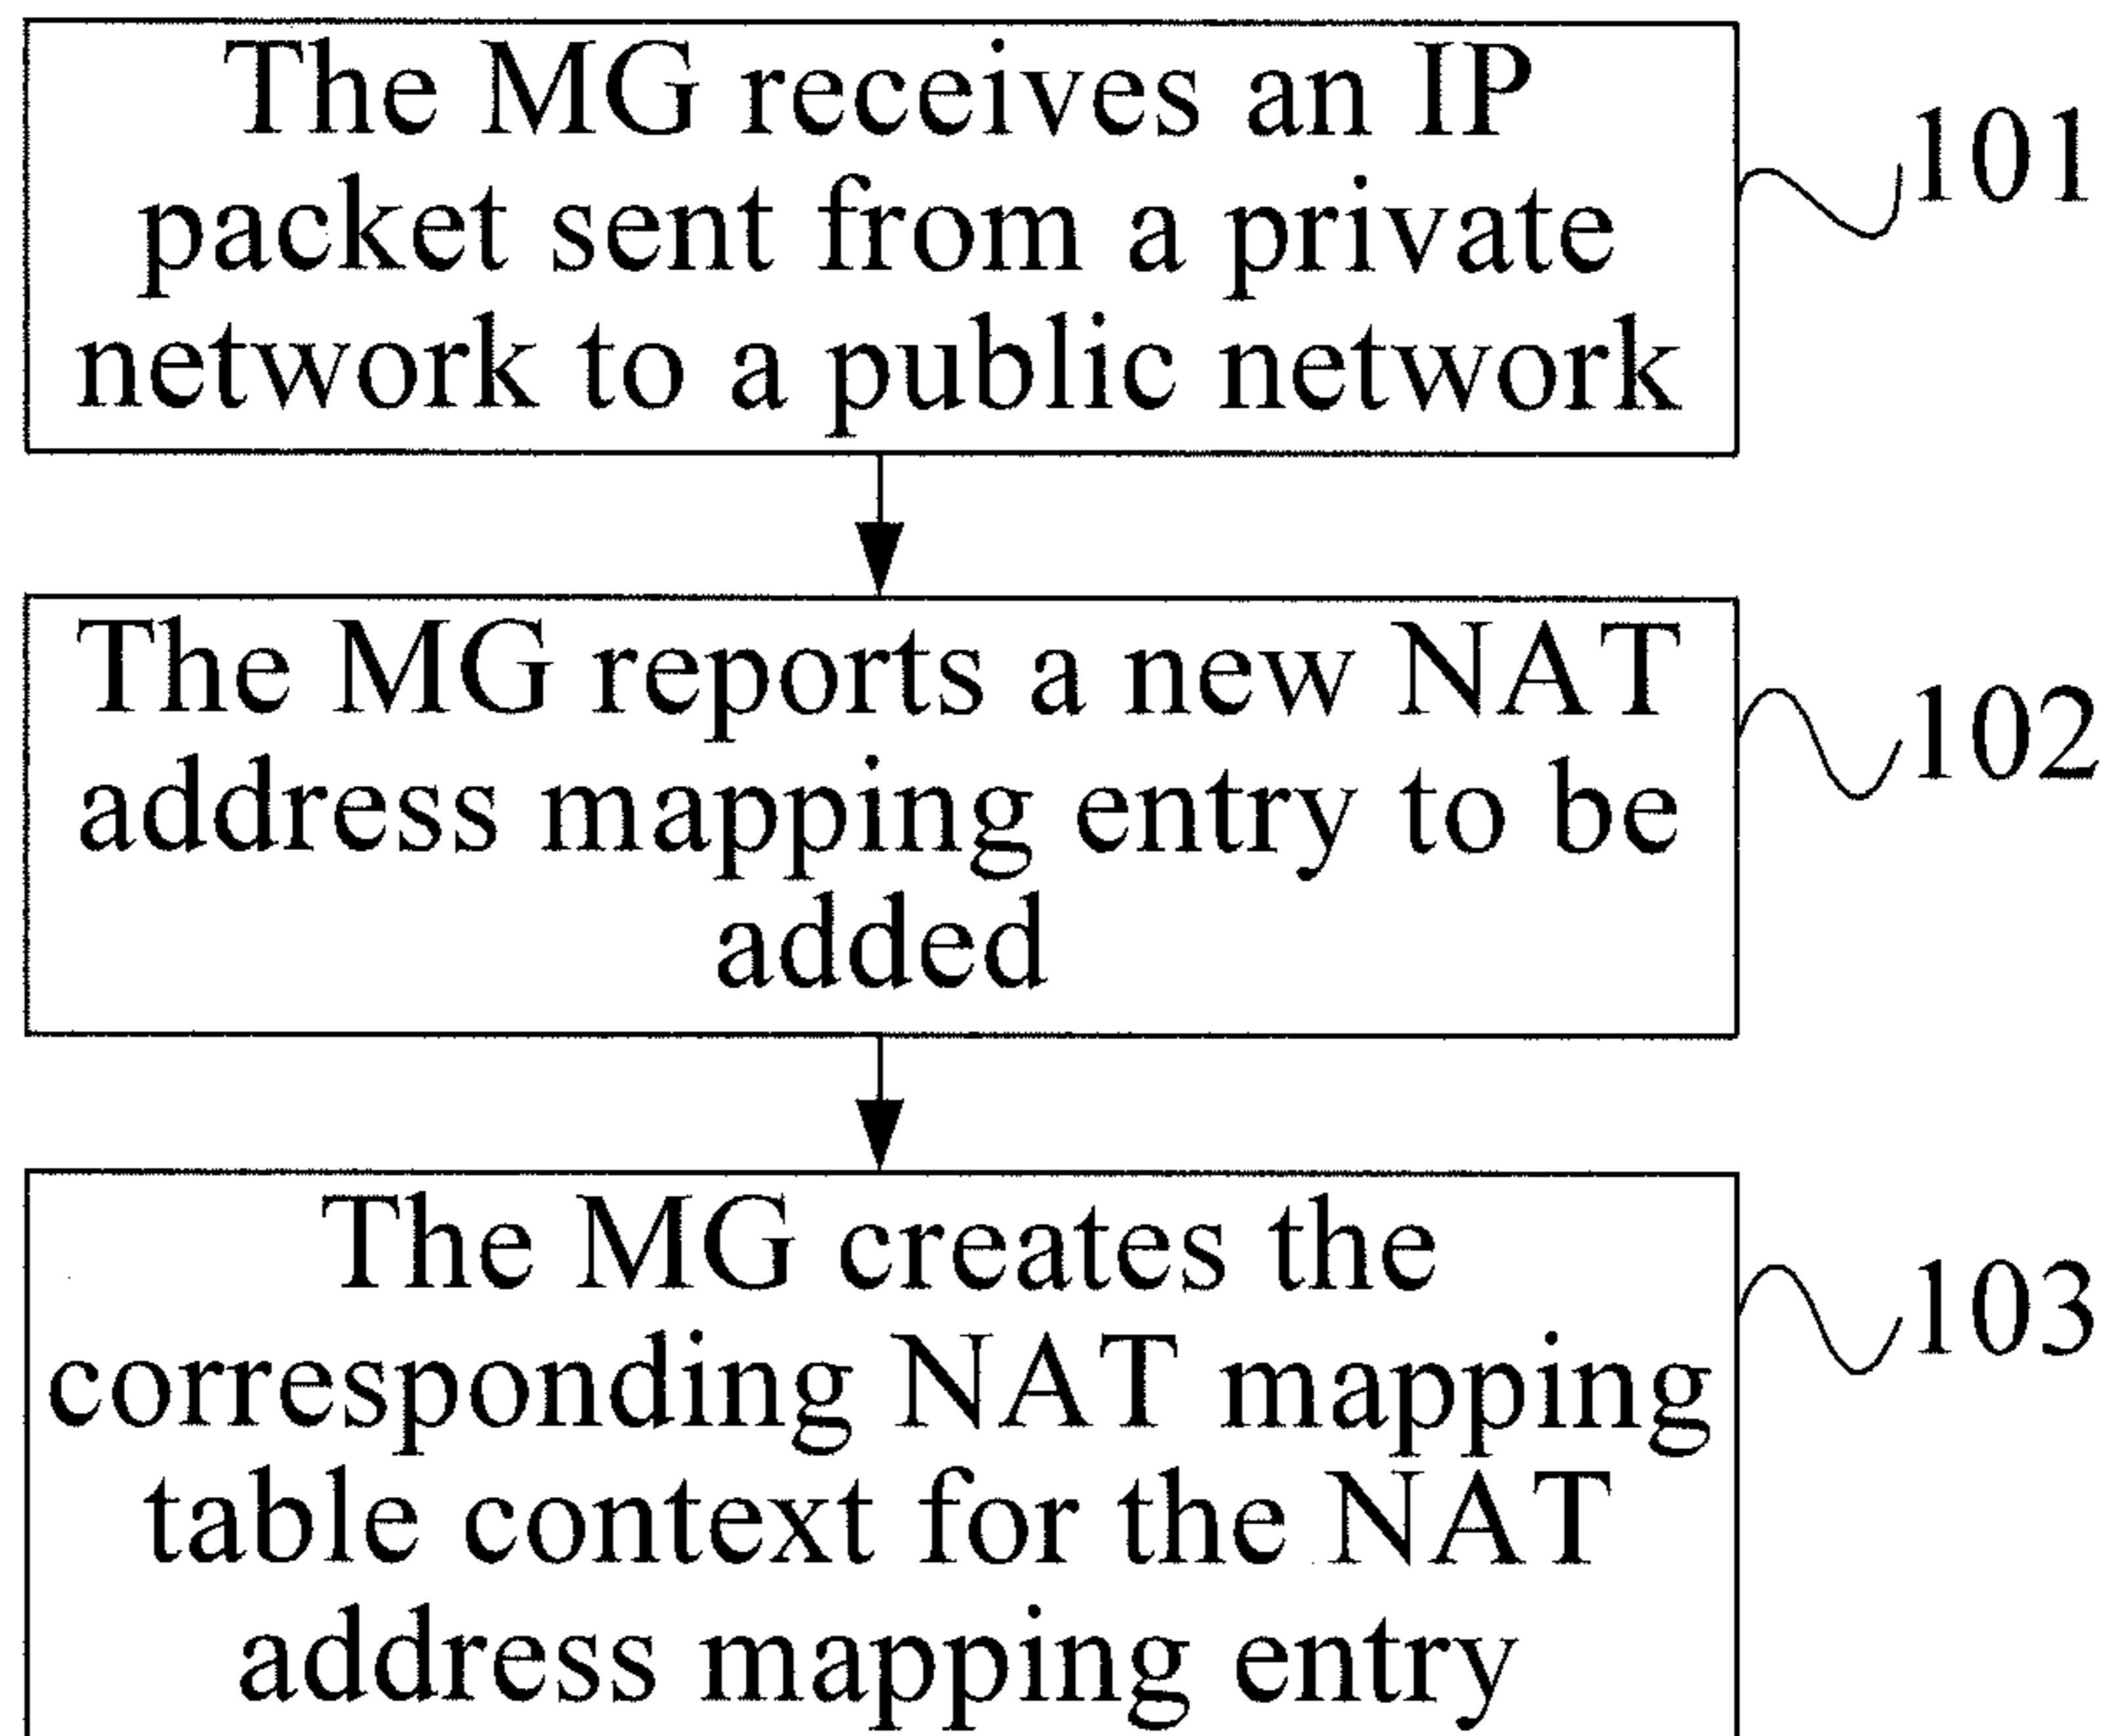 The MG receives an IP
packet sent from a private
network to a public network
101
The MG reports a new NAT
address mapping entry to be
added
102
The MG creates the
corresponding NAT mapping
table context for the NAT
address mapping entry
103